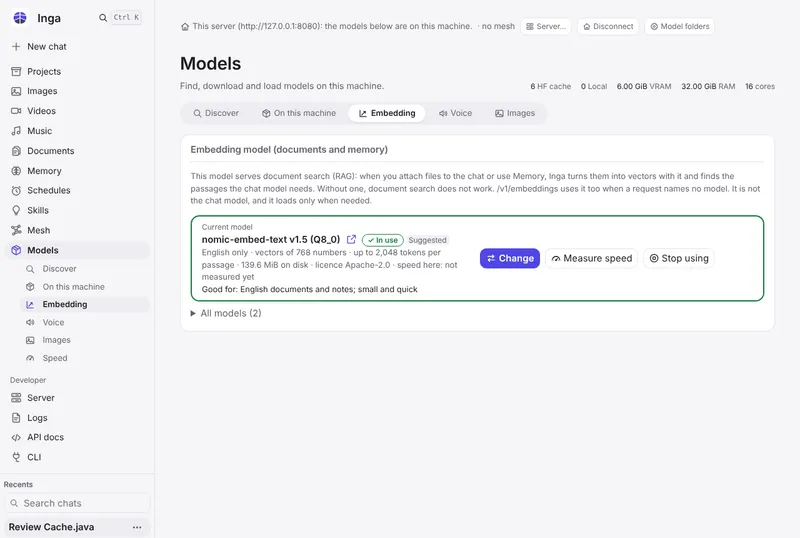 Inga
Ctrl K
New chat
Projects
Images
Videos
Music
Documents
Memory
Schedules
Skills
Mesh
Models
Discover
On this machine
Embedding
Voice
Images
Speed
Developer
Server
Logs
API docs
CLI
Recents
Search chats
Review Cache.java
This server (http://127.0.0.1:8080): the models below are on this machine. · no mesh
Server...
Disconnect
Model folders
Models
Find, download and load models on this machine.
6 HF cache 0 Local 6.00 GiB VRAM 32.00 GiB RAM 16 cores
Discover
On this machine
Embedding
Voice
Images
Embedding model (documents and memory)
This model serves document search (RAG): when you attach files to the chat or use Memory, Inga turns them into vectors with it and finds the
passages the chat model needs. Without one, document search does not work. /v1/embeddings uses it too when a request names no model. It is not
the chat model, and it loads only when needed.
Current model
nomic-embed-text v1.5 (Q8_0) In use Suggested
English only · vectors of 768 numbers · up to 2,048 tokens per
passage · 139.6 MiB on disk · licence Apache-2.0 · speed here: not
measured yet
Good for: English documents and notes; small and quick
Change
Measure speed
Stop using
All models (2)